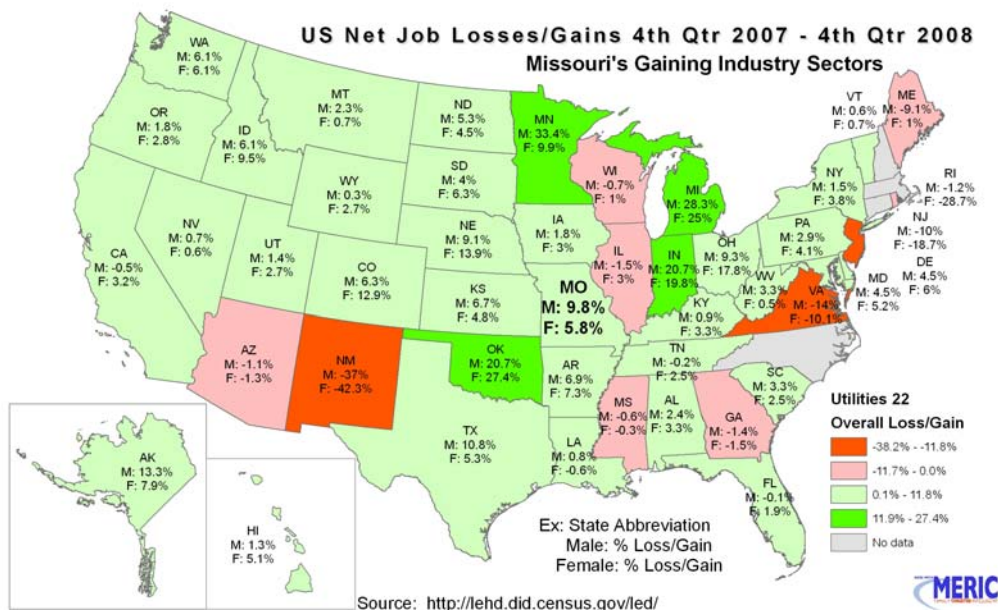 US Net Job Losses/Gains 4th Qtr 2007 - 4th Qtr 2008
Missouri's Gaining Industry Sectors
WA
M: 6.1%
F: 6.1%
OR
M: 1.8%
F: 2.8%
ID
M: 6.1%
F: 9.5%
MT
M: 2.3%
F: 0.7%
ND
M: 5.3%
F: 4.5%
MN
M: 33.4%
F: 9.9%
SD
M: 4%
F: 6.3%
WY
M: 0.3%
F: 2.7%
WI
M: -0.7%
F: 1%
MI
M: 28.3%
F: 25%
VT
M: 0.6%
F: 0.7%
ME
M: -9.1%
F: 1%
NY
M: 1.5%
F: 3.8%
RI
M: -1.2%
F: -28.7%
NJ
M: -10%
F: -18.7%
PA
M: 2.9%
F: 4.1%
DE
M: 4.5%
F: 6%
MD
M: 4.5%
F: 5.2%
CA
M: -0.5%
F: 3.2%
NV
M: 0.7%
F: 0.6%
UT
M: 1.4%
F: 2.7%
CO
M: 6.3%
F: 12.9%
NE
M: 9.1%
F: 13.9%
IA
M: 1.8%
F: 3%
KS
M: 6.7%
F: 4.8%
MO
M: 9.8%
F: 5.8%
IL
M: -1.5%
F: 3%
IN
M: 20.7%
F: 19.8%
OH
M: 9.3%
F: 17.8%
WV
M: 3.3%
F: 0.5%
VA
M: -14%
F: -10.1%
KY
M: 0.9%
F: 3.3%
AZ
M: -1.1%
F: -1.3%
NM
M: -37%
F: -42.3%
OK
M: 20.7%
F: 27.4%
AR
M: 6.9%
F: 7.3%
TN
M: -0.2%
F: 2.5%
SC
M: 3.3%
F: 2.5%
TX
M: 10.8%
F: 5.3%
LA
M: 0.8%
F: -0.6%
MS
M: -0.6%
F: -0.3%
AL
M: 2.4%
F: 3.3%
GA
M: -1.4%
F: -1.5%
FL
M: -0.1%
F: 1.9%
AK
M: 13.3%
F: 7.9%
HI
M: 1.3%
F: 5.1%
Utilities 22
Overall Loss/Gain
-38.2% - -11.8%
-11.7% - 0.0%
0.1% - 11.8%
11.9% - 27.4%
No data
Ex: State Abbreviation
Male: % Loss/Gain
Female: % Loss/Gain
Source: http://lehd.did.census.gov/led/
MERIC